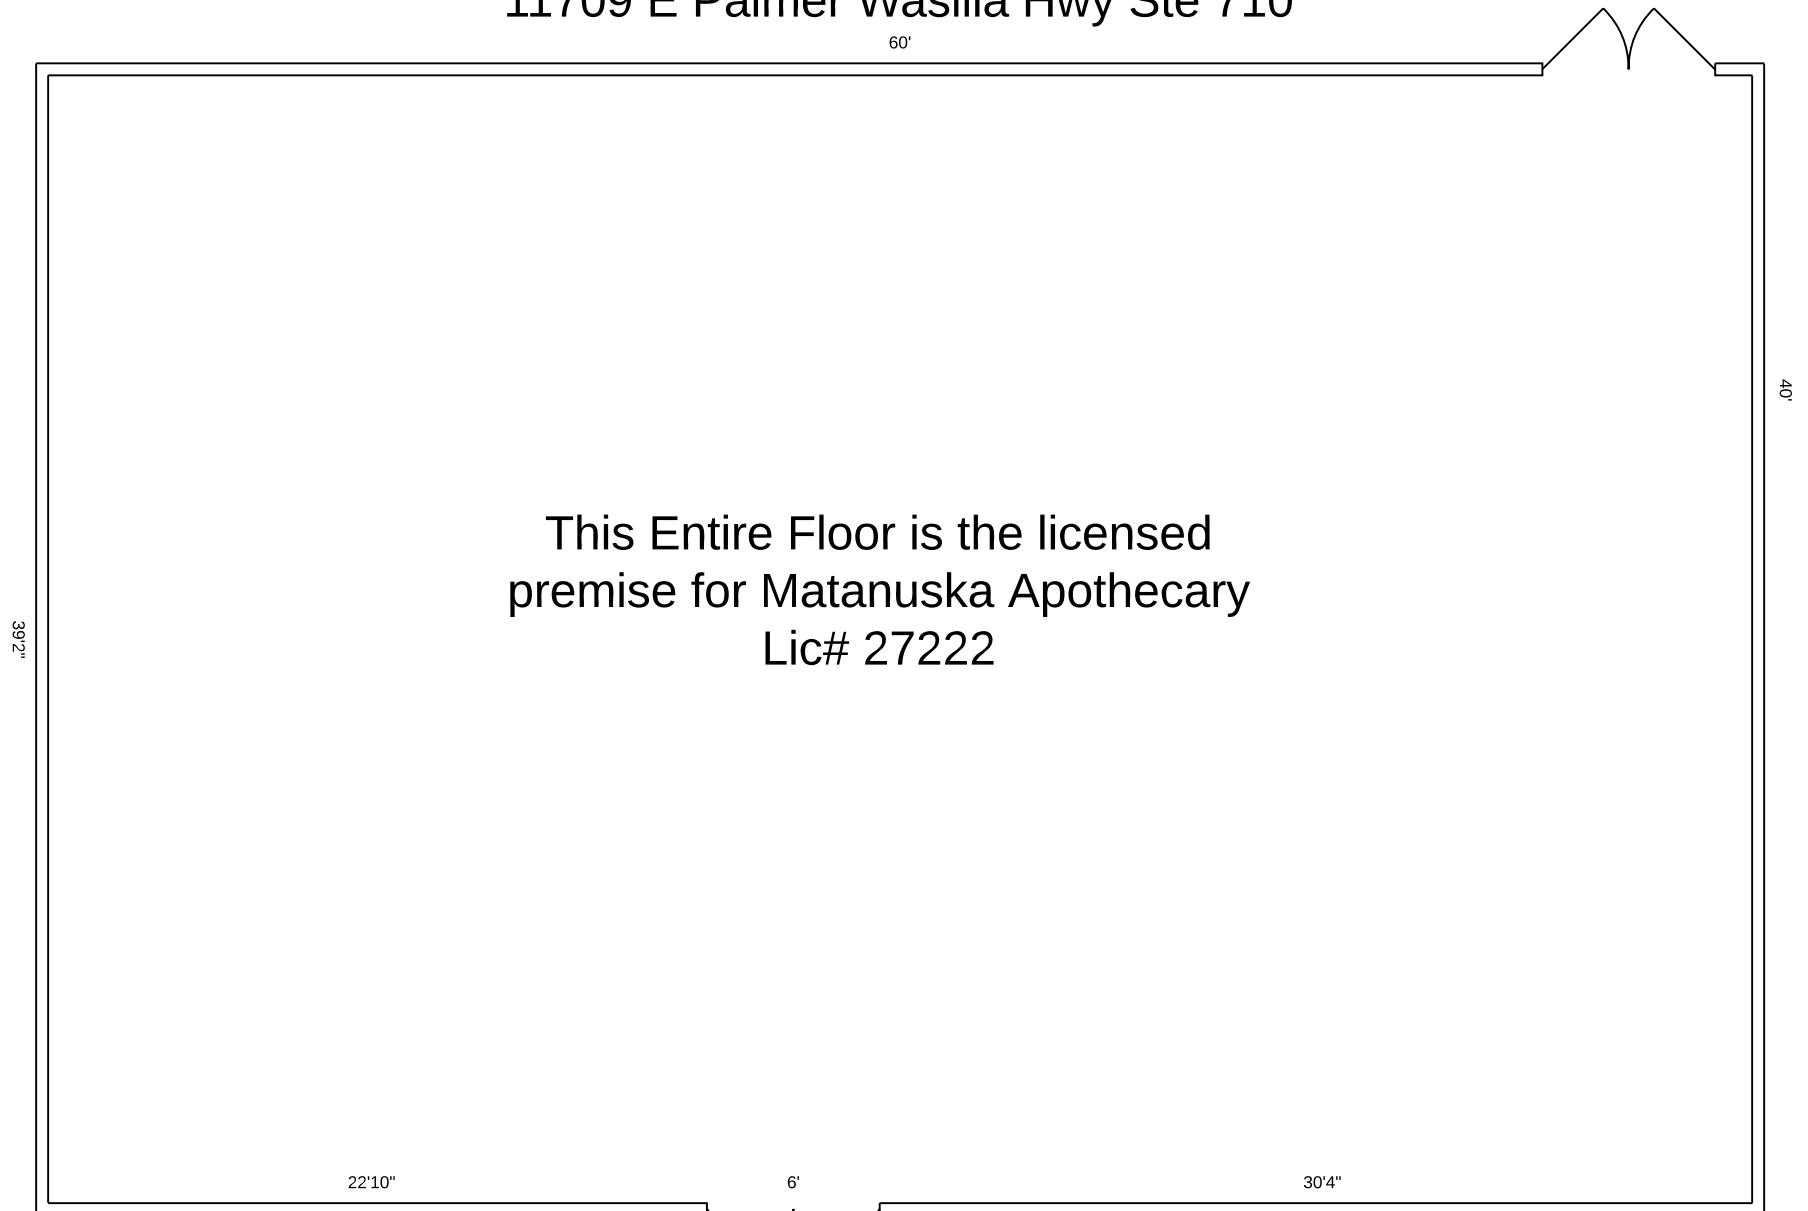 11709 E Palmer Wasilla Hwy Ste 710
60'
40'
This Entire Floor is the licensed
premise for Matanuska Apothecary
Lic# 27222
39'2"
22'10" 6' 30'4"